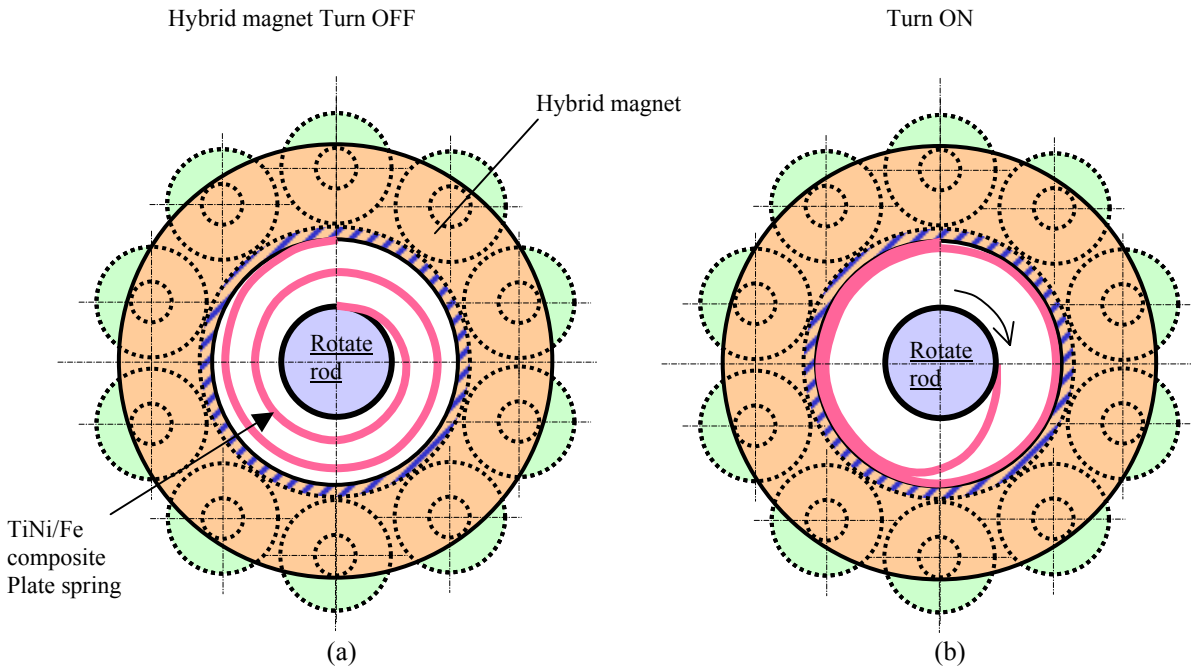 Hybrid magnet Turn OFF
Turn ON
Hybrid magnet
Rotate
rod
Rotate
rod
TiNi/Fe
composite
Plate spring
(a)
(b)